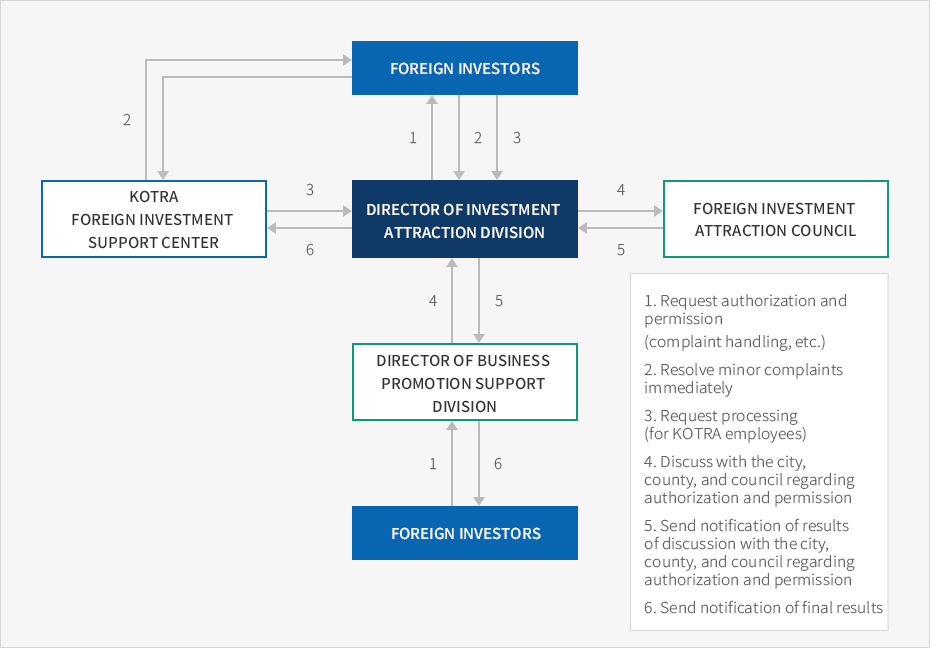 FOREIGN INVESTORS
2
1
2
3
KOTRA
FOREIGN INVESTMENT
SUPPORT CENTER
3
6
DIRECTOR OF INVESTMENT
ATTRACTION DIVISION
4
5
FOREIGN INVESTMENT
ATTRACTION COUNCIL
4
5
DIRECTOR OF BUSINESS
PROMOTION SUPPORT
DIVISION
1
6
FOREIGN INVESTORS
1. Request authorization and
permission
(complaint handling, etc.)
2. Resolve minor complaints
immediately
3. Request processing
(for KOTRA employees)
4. Discuss with the city,
county, and council regarding
authorization and permission
5. Send notification of results
of discussion with the city,
county, and council regarding
authorization and permission
6. Send notification of final results